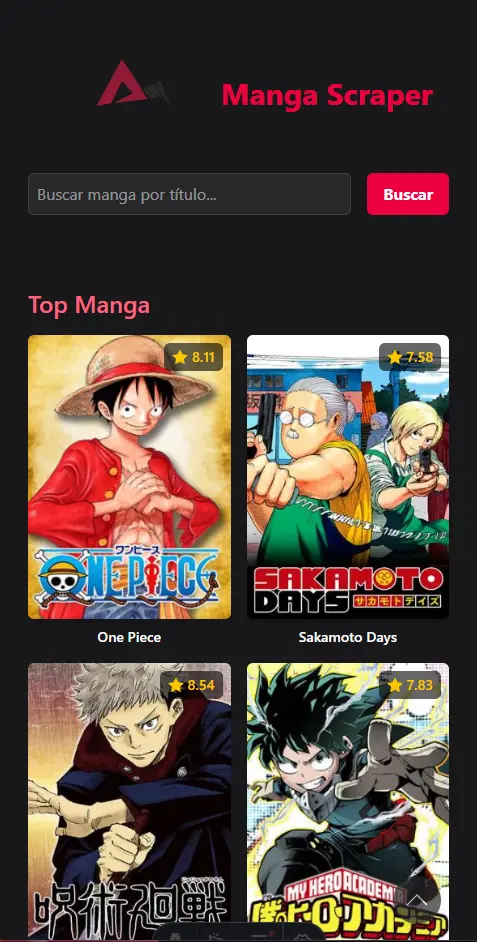 Manga Scraper
Buscar manga por título...
Buscar
Top Manga
8.11
7.58
ワンピース
ONE PIECE
SAKAMOTO
DAYS サカモトデイズ
One Piece
Sakamoto Days
8.54
7.83
呪術廻戦
MY HERO ACADEM
僕のヒーローアカデミア